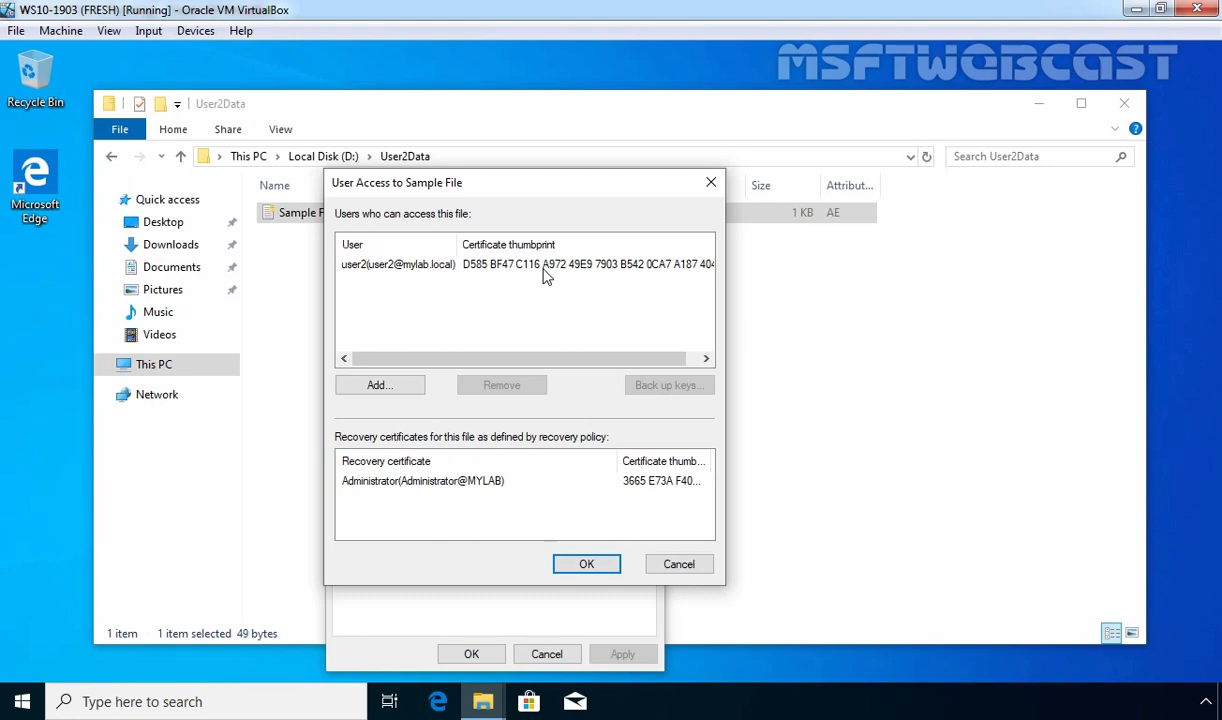 WS10-1903 (FRESH) [Running] - Oracle VM VirtualBox
File Machine View Input Devices Help
MSFTWEBCAST
Recycle Bin
Microsoft
Edge
User2Data
File Home Share View
This PC Local Disk (D:) User2Data
Search User2Data
Quick access
Desktop
Downloads
Documents
Pictures
Music
Videos
This PC
Network
Name Size Attribut...
Sample F 1 KB AE
User Access to Sample File
Users who can access this file:
User Certificate thumbprint
user2(user2@mylab.local) D585 BF47 C116 A972 49E9 7903 B542 0CA7 A187 404
Add... Remove Back up keys...
Recovery certificates for this file as defined by recovery policy:
Recovery certificate Certificate thumb...
Administrator(Administrator@MYLAB) 3665 E73A F40...
OK Cancel
1 item 1 item selected 49 bytes
OK Cancel Apply
Type here to search